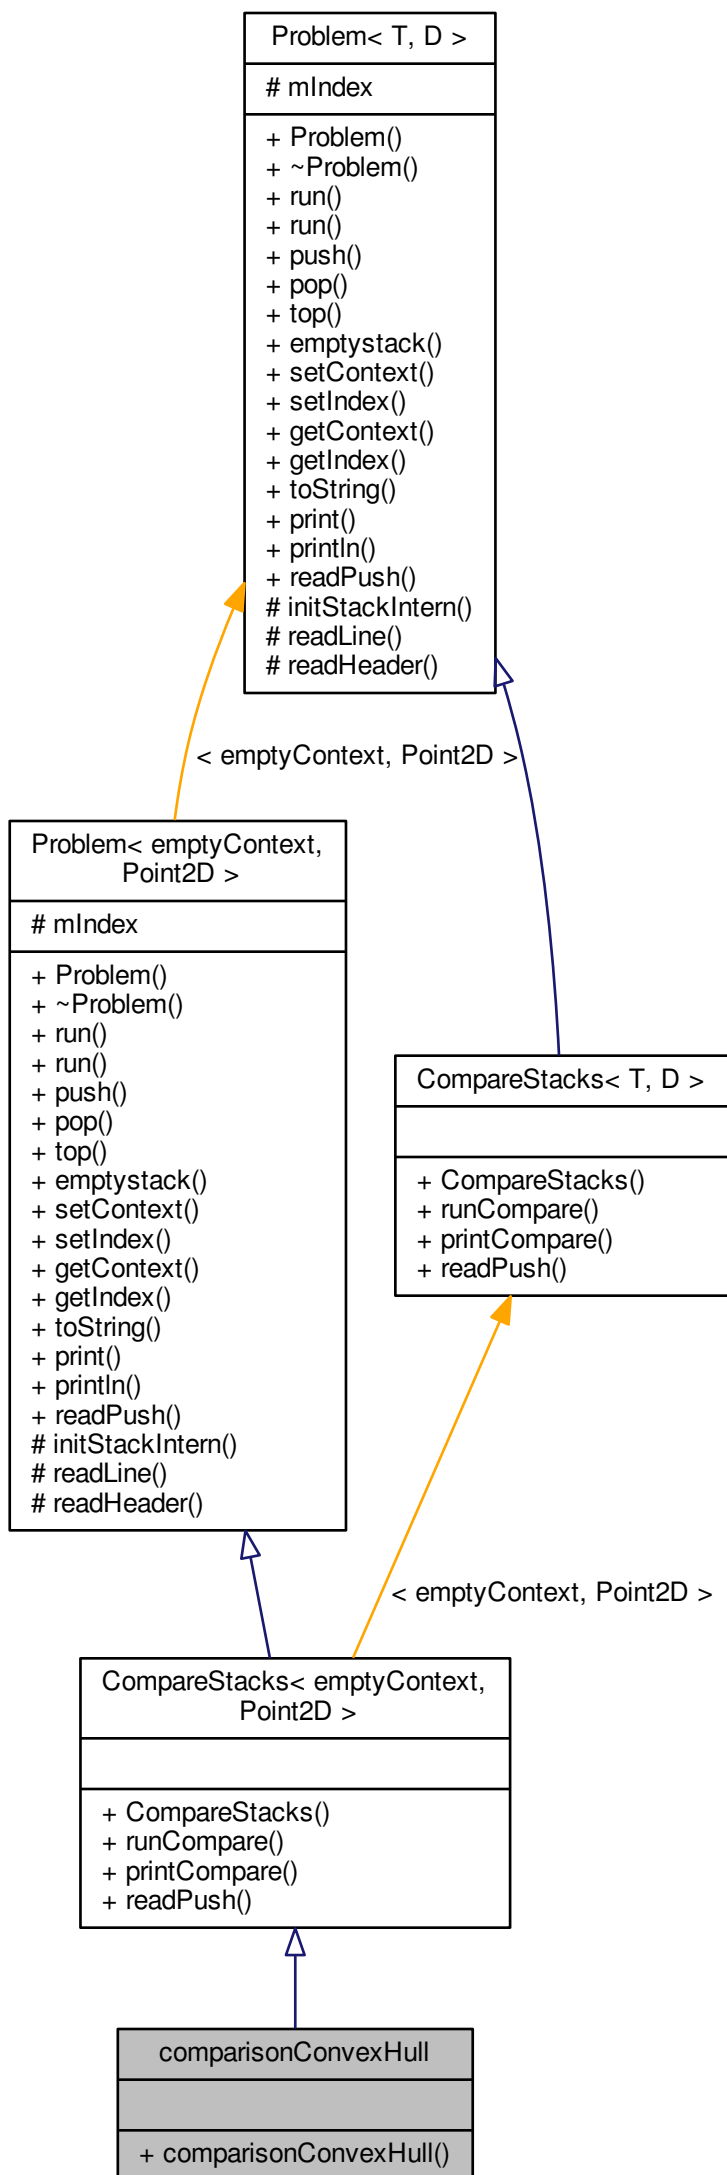 Problem< T, D >
# mIndex
+ Problem()
+ ~Problem()
+ run()
+ run()
+ push()
+ pop()
+ top()
+ emptystack()
+ setContext()
+ setIndex()
+ getContext()
+ getIndex()
+ toString()
+ print()
+ println()
+ readPush()
# initStackIntern()
# readLine()
# readHeader()
< emptyContext, Point2D >
Problem< emptyContext,
Point2D >
# mIndex
+ Problem()
+ ~Problem()
+ run()
+ run()
+ push()
+ pop()
+ top()
+ emptystack()
+ setContext()
+ setIndex()
+ getContext()
+ getIndex()
+ toString()
+ print()
+ println()
+ readPush()
# initStackIntern()
# readLine()
# readHeader()
CompareStacks< T, D >
+ CompareStacks()
+ runCompare()
+ printCompare()
+ readPush()
< emptyContext, Point2D >
CompareStacks< emptyContext,
Point2D >
+ CompareStacks()
+ runCompare()
+ printCompare()
+ readPush()
comparisonConvexHull
+ comparisonConvexHull()